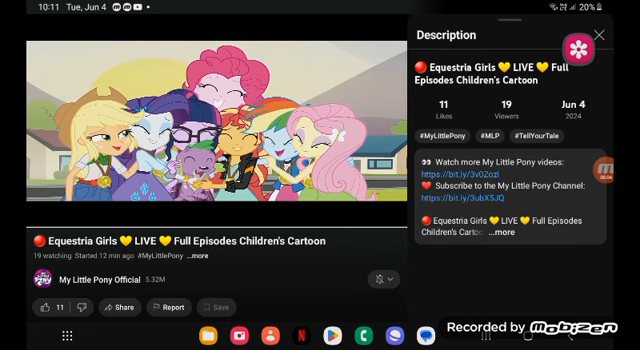 10:11 Tue, Jun 4
20%
Description
🔴 Equestria Girls 💛 LIVE 💛 Full
Episodes Children's Cartoon
11 19 Jun 4
Likes Viewers 2024
#MyLittlePony #MLP #TellYourTale
👀 Watch more My Little Pony videos:
https://bit.ly/3v0Zozl
❤️ Subscribe to the My Little Pony Channel:
https://bit.ly/3ubX5JQ
🔴Equestria Girls 💛 LIVE 💛 Full Episodes
Children's Cartoo ...more
00:04
🔴Equestria Girls 💛 LIVE 💛 Full Episodes Children's Cartoon
19 watching Started 12 min ago #MyLittlePony ...more
My Little Pony Official 5.32M
11 Share Report Save
Recorded by mobizen